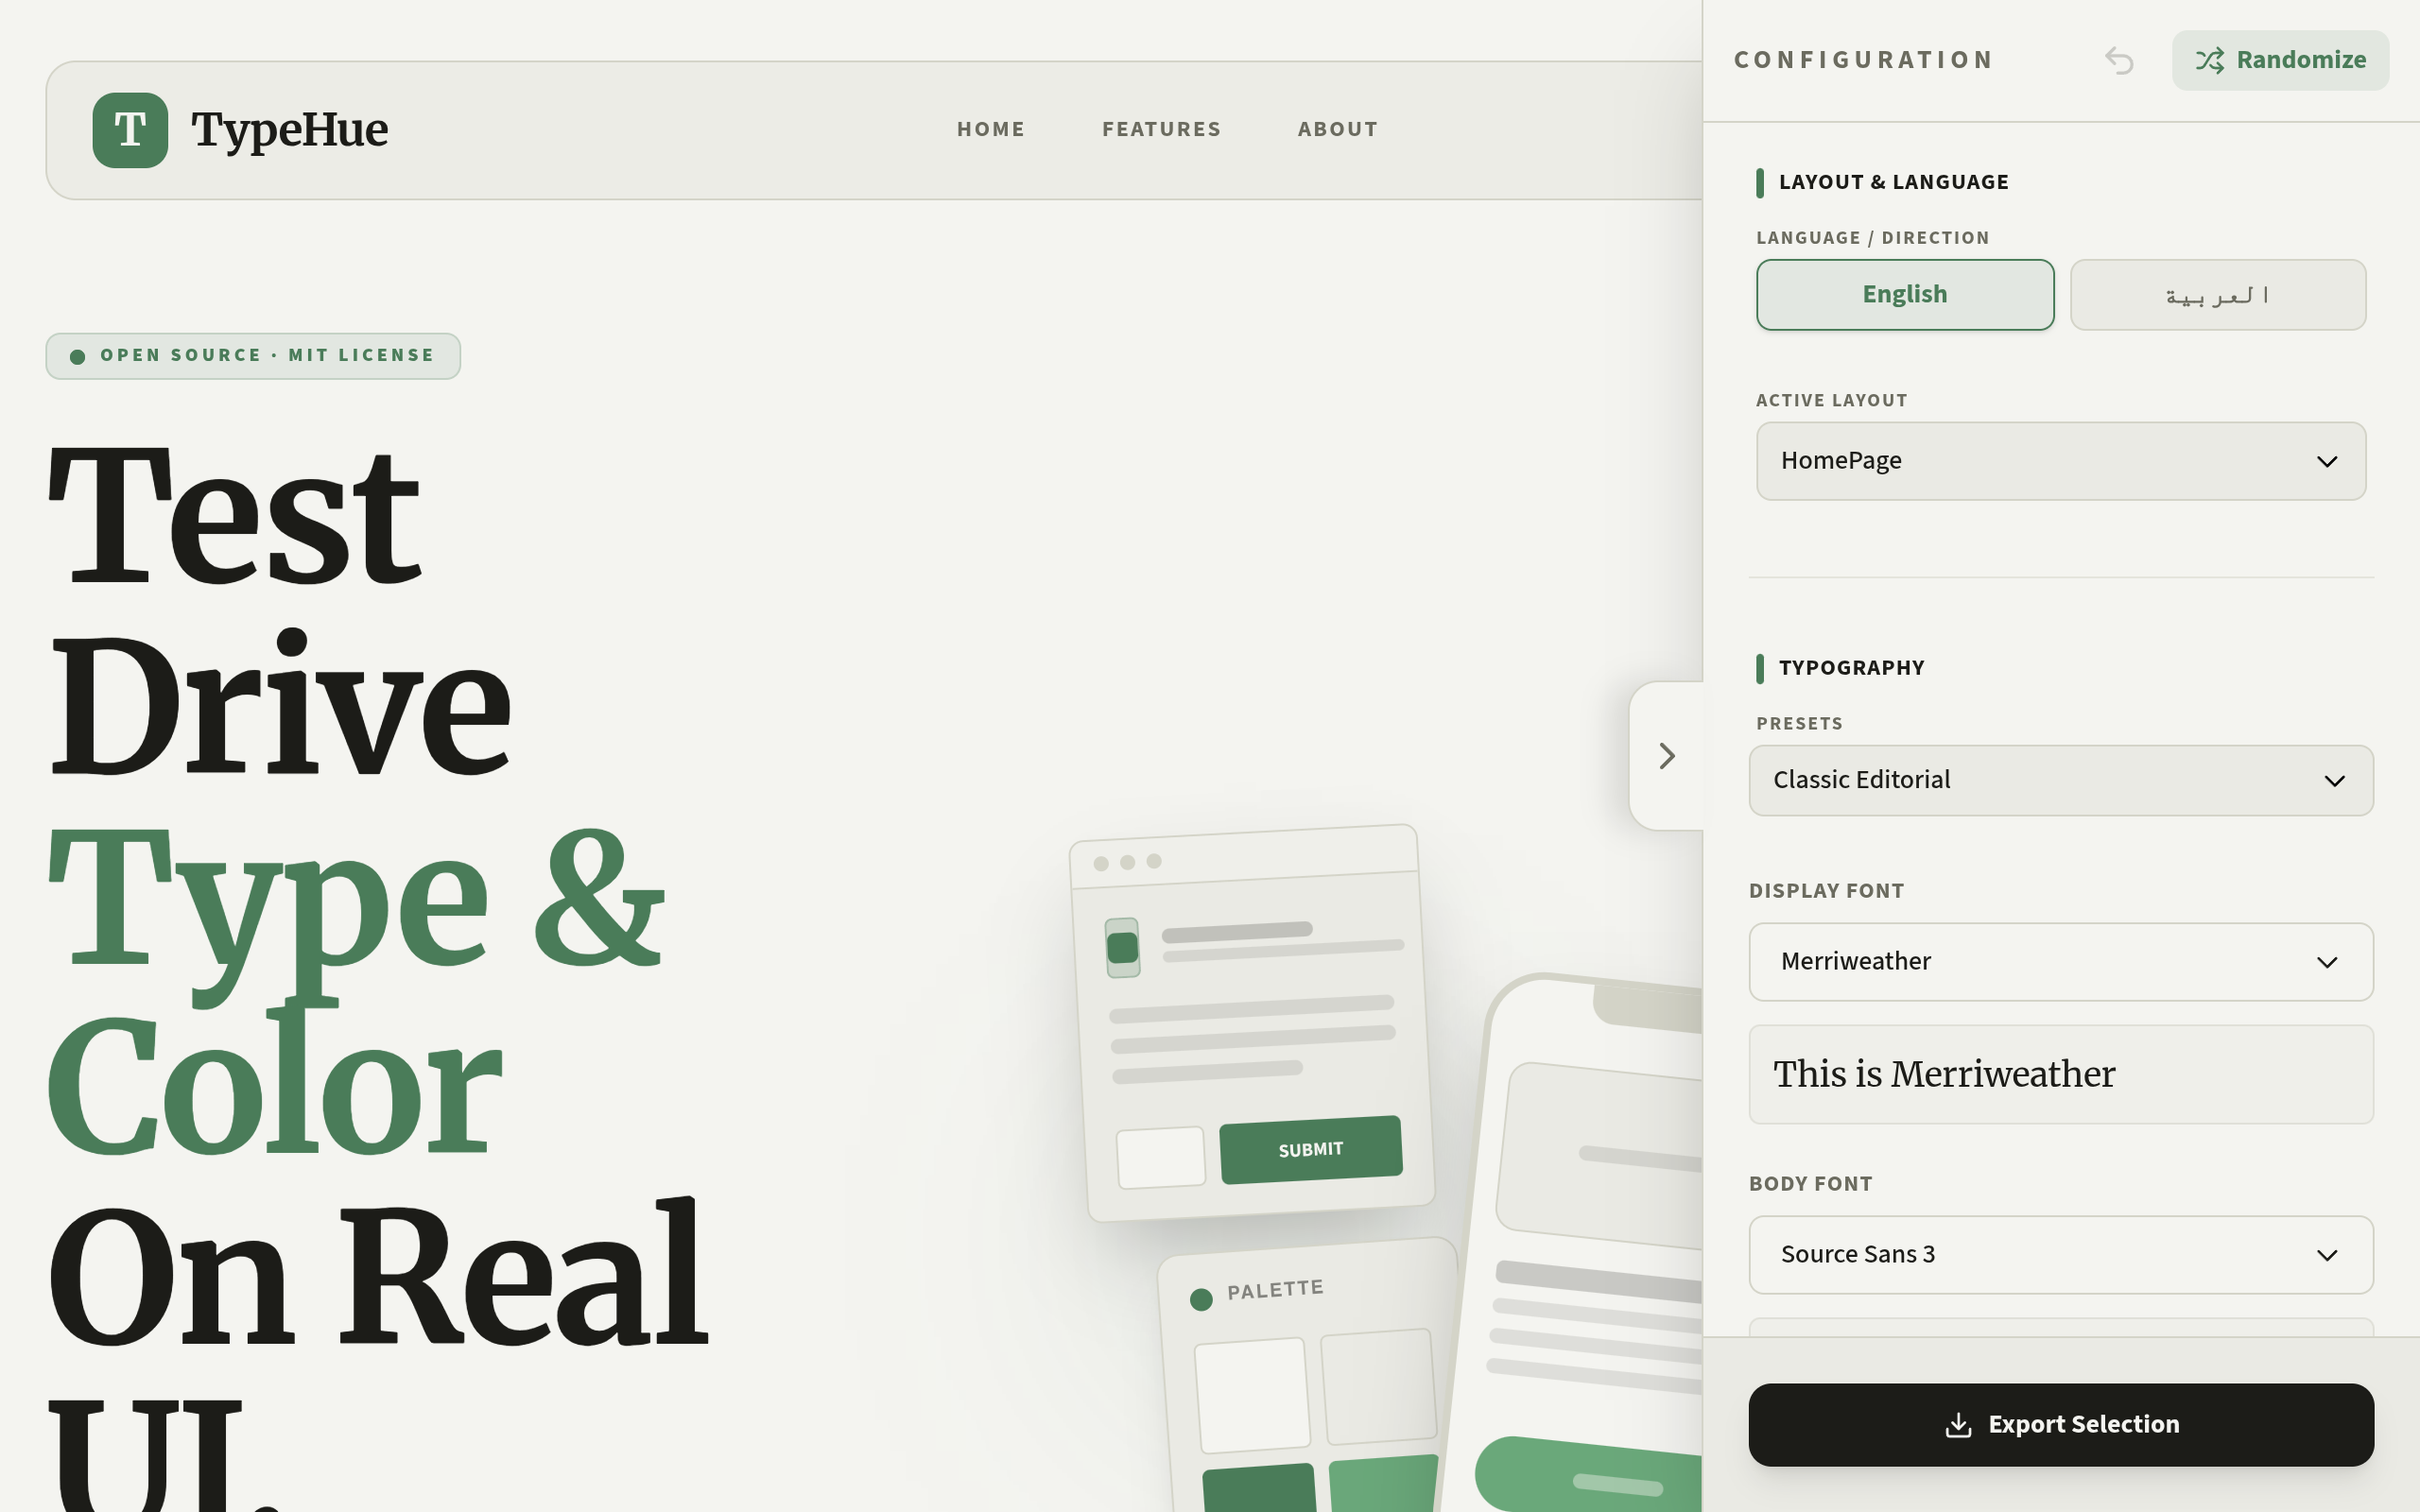 T TypeHue
HOME FEATURES ABOUT
OPEN SOURCE · MIT LICENSE
Test
Drive
Type &
Color
On Real
UI.
SUBMIT
PALETTE
CONFIGURATION
Randomize
LAYOUT & LANGUAGE
LANGUAGE / DIRECTION
English
العربية
ACTIVE LAYOUT
HomePage
TYPOGRAPHY
PRESETS
Classic Editorial
DISPLAY FONT
Merriweather
This is Merriweather
BODY FONT
Source Sans 3
Export Selection